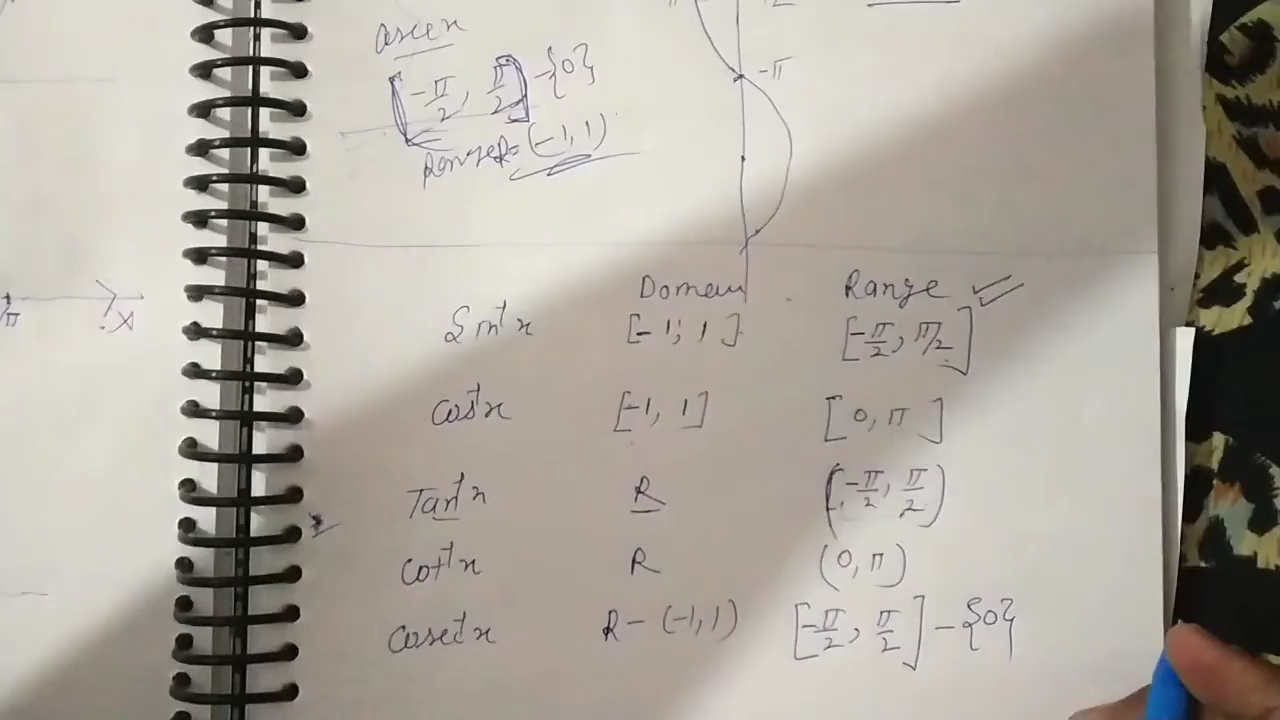 cosecx
[-π/2, π/2] -{0}
Range R-(-1,1)
-π
π
X
Domain Range
Sin⁻¹x [-1, 1] [-π/2, π/2]
Cos⁻¹x [-1, 1] [0, π]
Tan⁻¹x R (-π/2, π/2)
Cot⁻¹x R (0, π)
Cosec⁻¹x R-(-1,1) [-π/2, π/2] -{0}